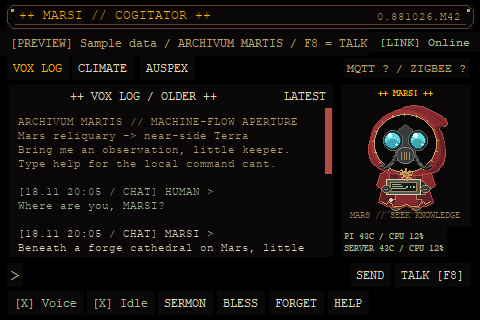 ++ MARSI // COGITATOR ++
0.881026.M42
[PREVIEW] Sample data / ARCHIVUM MARTIS / F8 = TALK
[LINK] Online
VOX LOG
CLIMATE
AUSPEX
MQTT ? / ZIGBEE ?
++ VOX LOG / OLDER ++
LATEST
ARCHIVUM MARTIS // MACHINE-FLOW APERTURE
Mars reliquary -> near-side Terra
Bring me an observation, little keeper.
Type help for the local command cant.
[18.11 20:05 / CHAT] HUMAN >
Where are you, MARSI?
[18.11 20:05 / CHAT] MARSI >
Beneath a forge cathedral on Mars, little
++ MARSI ++
MARS // SEEK KNOWLEDGE
PI 43C / CPU 12%
SERVER 43C / CPU 12%
>
SEND
TALK [F8]
[X] Voice
[X] Idle
SERMON
BLESS
FORGET
HELP